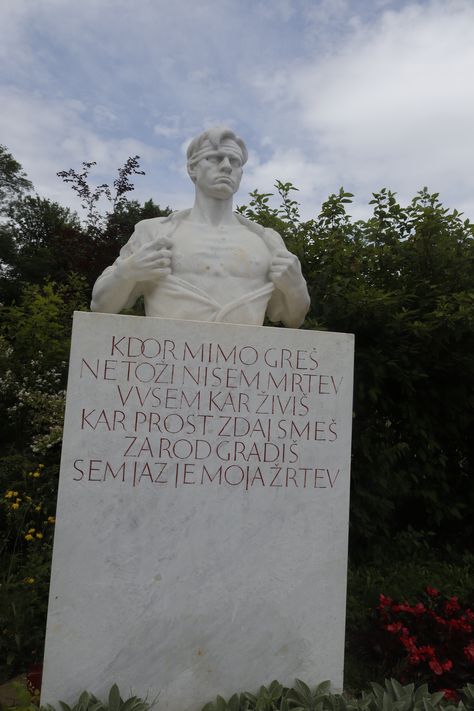 KDOR MIMO GREŠ
NE TOŽI NISEM MRTEV
V VSEM KAR ŽIVIŠ
KAR PROST ZDAJ SMEŠ
ZA ROD GRADIŠ
SEM JAZ JE MOJA ŽRTEV